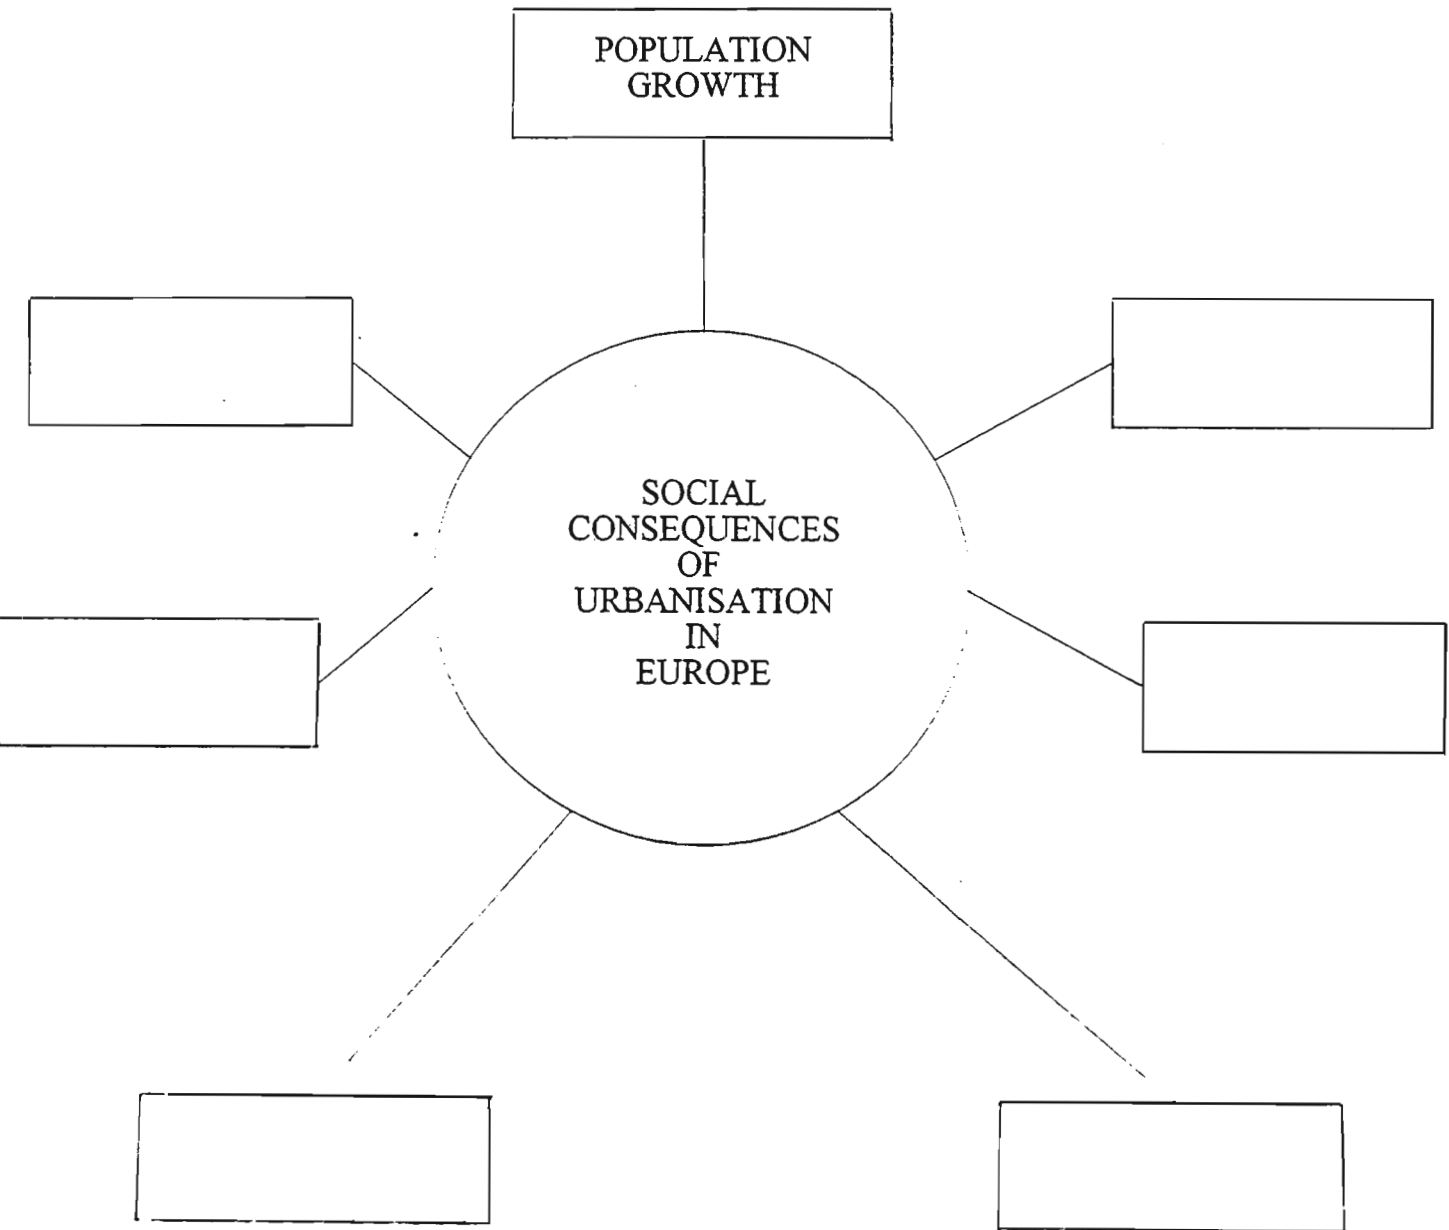 POPULATION
GROWTH
SOCIAL
CONSEQUENCES
OF
URBANISATION
IN
EUROPE